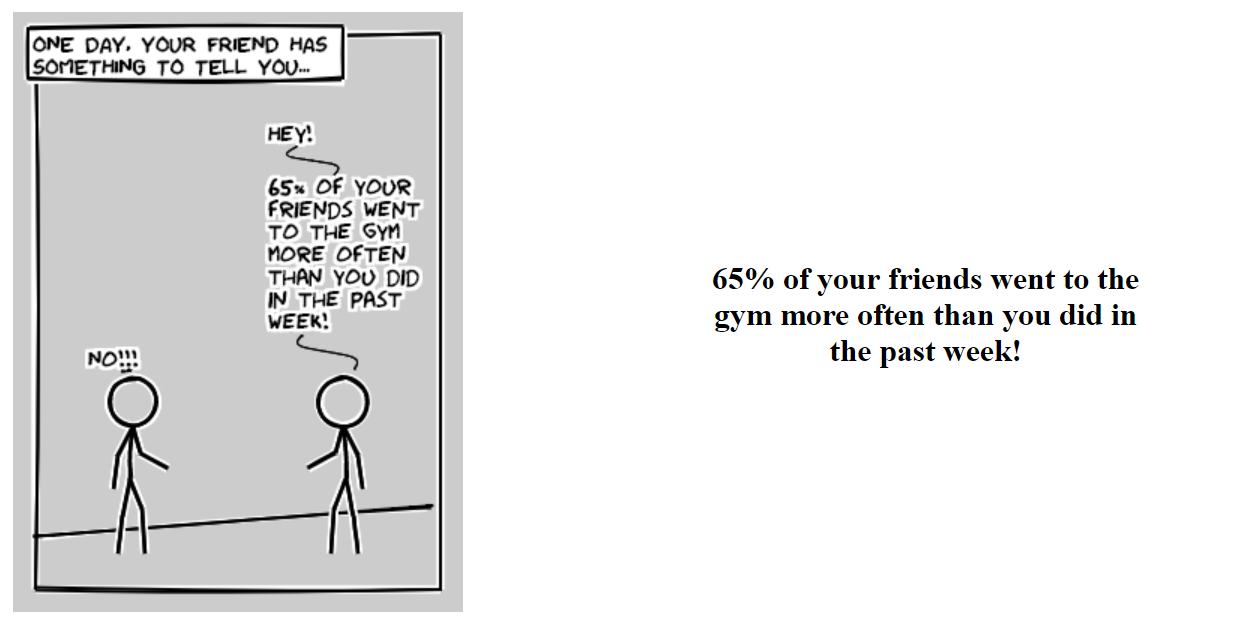 ONE DAY, YOUR FRIEND HAS
SOMETHING TO TELL YOU...
HEY!
65% OF YOUR
FRIENDS WENT
TO THE GYM
MORE OFTEN
THAN YOU DID
IN THE PAST
WEEK!
NO!!!
65% of your friends went to the
gym more often than you did in
the past week!